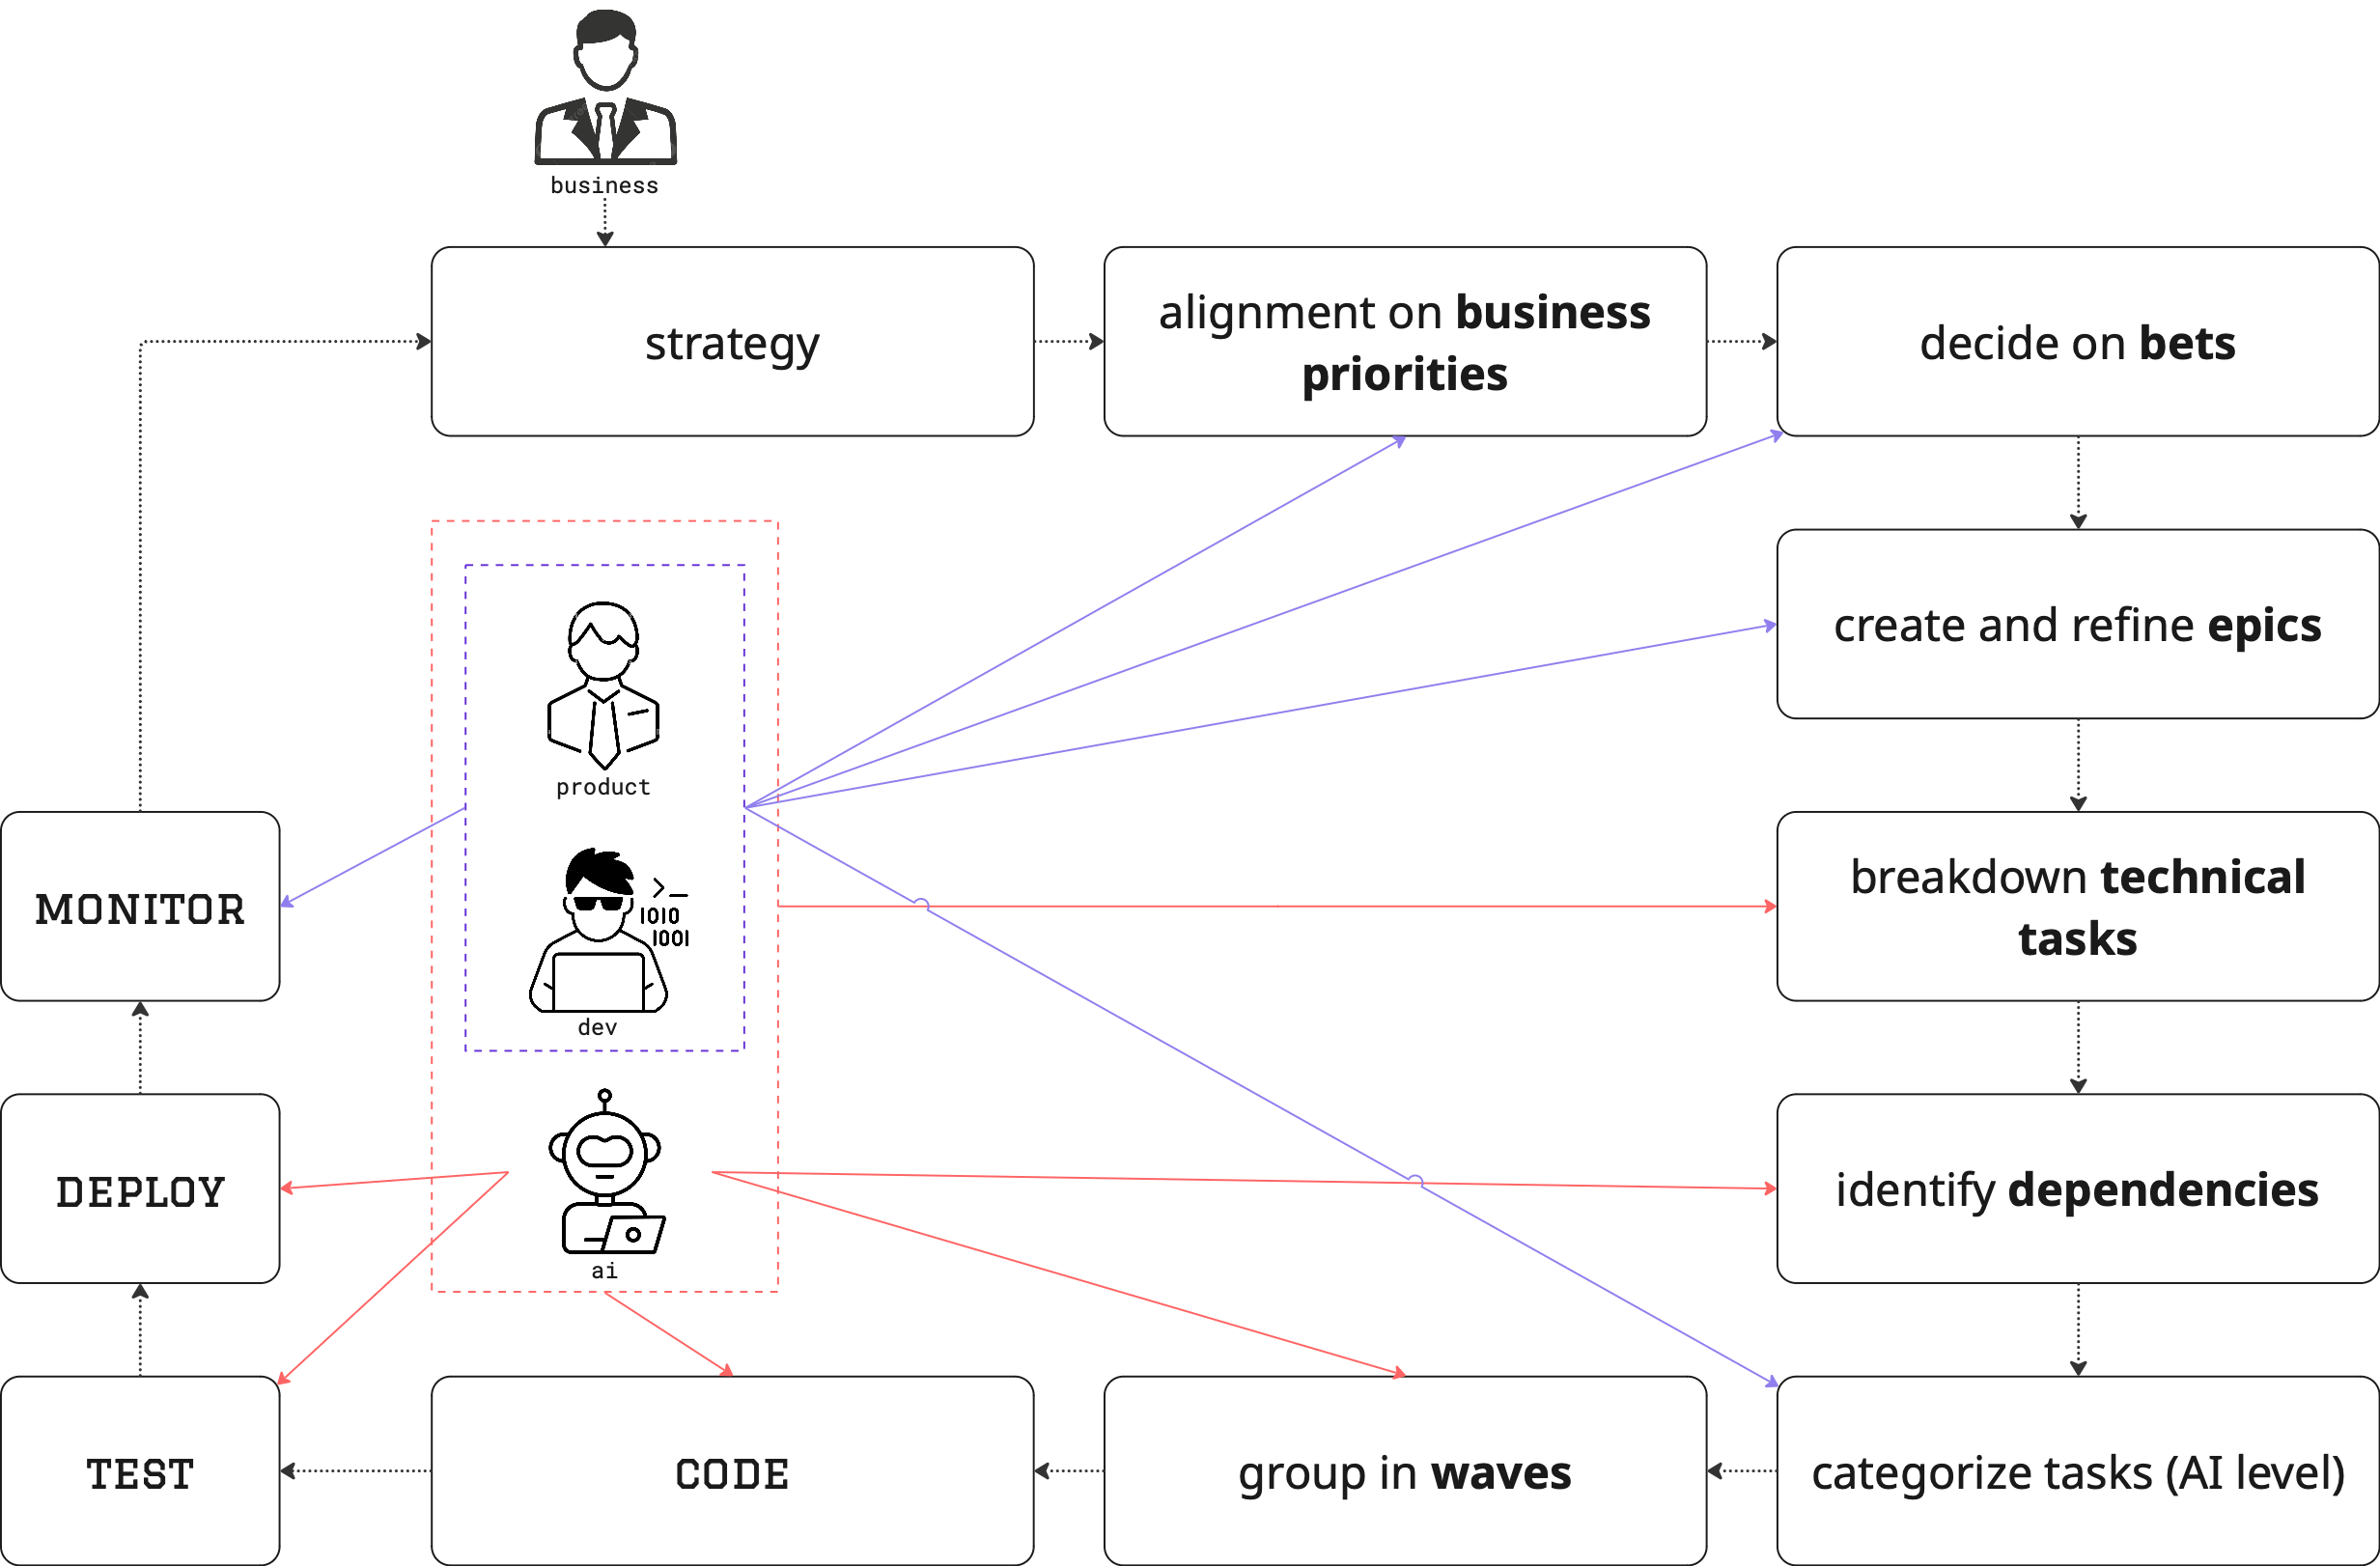 business
strategy
alignment on business
priorities
decide on bets
create and refine epics
product
MONITOR
>_
1010
1001
dev
breakdown technical
tasks
DEPLOY
ai
identify dependencies
TEST
CODE
group in waves
categorize tasks (AI level)